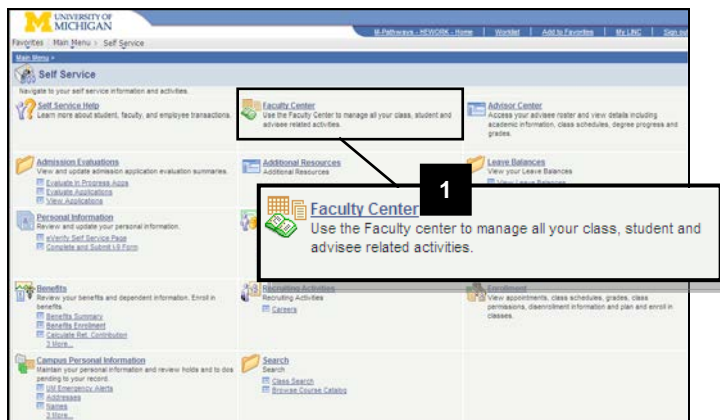 UNIVERSITY OF
MICHIGAN
M-Pathways - HEWORK - Home | Worklist | Add to Favorites | My LINC | Sign out
Favorites Main Menu > Self Service
Main Menu >
Self Service
Navigate to your self service information and activities.
Self Service Help
Learn more about student, faculty, and employee transactions.
Faculty Center
Use the Faculty Center to manage all your class, student and
advisee related activities.
Advisor Center
Access your advisee roster and view details including
academic information, class schedules, degree progress and
grades.
Admission Evaluations
View and update admission application evaluation summaries.
Evaluate In Progress Apps
Evaluate Applications
View Applications
Additional Resources
Additional Resources
Leave Balances
View your Leave Balances
View Leave Balances
1
Faculty Center
Use the Faculty center to manage all your class, student and
advisee related activities.
Personal Information
Review and update your personal information.
eVerify Self Service Page
Complete and Submit I-9 Form
Benefits
Review your benefits and dependent information. Enroll in
benefits.
Benefits Summary
Benefits Enrollment
Calculate Ret. Contribution
2 More...
Recruiting Activities
Recruiting Activities
Careers
Enrollment
View appointments, class schedules, grades, class
permissions, disenrollment information and plan and enroll in
classes.
Campus Personal Information
Maintain your personal information and review holds and to dos
pending to your record.
UM Emergency Alerts
Addresses
Names
3 More...
Search
Search
Class Search
Browse Course Catalog